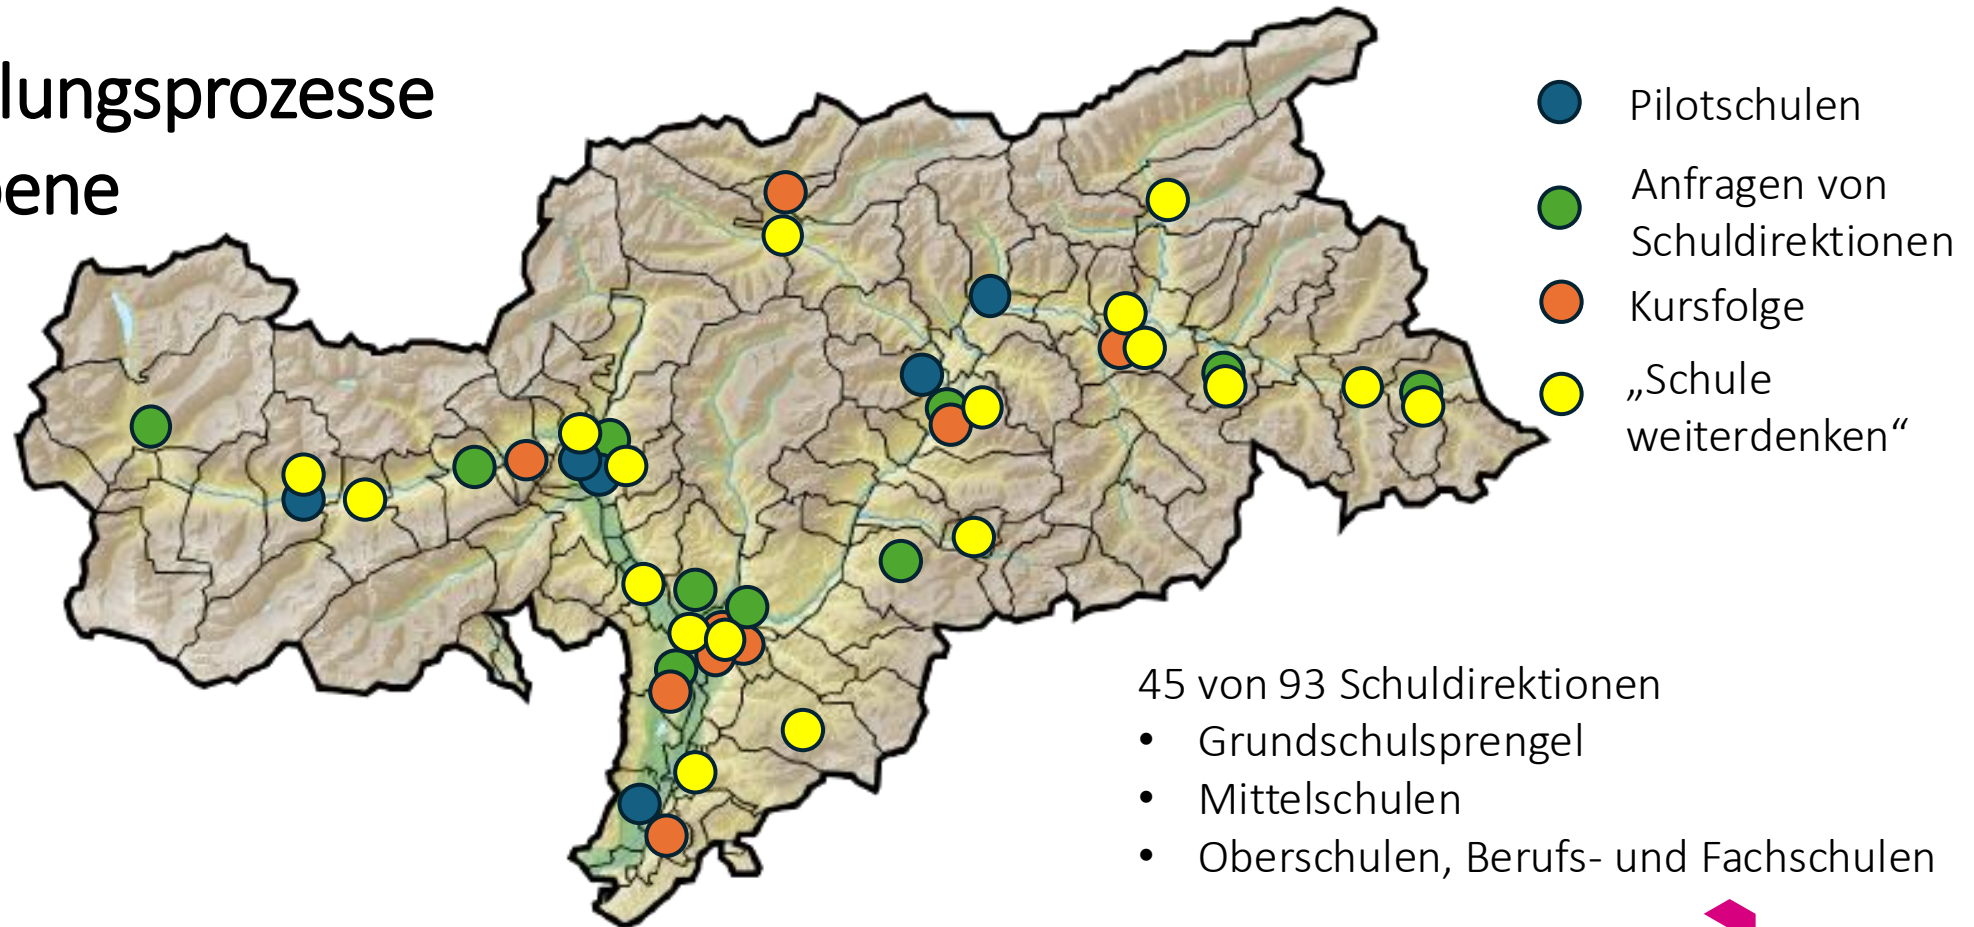 lungsprozesse
ene
Pilotschulen
Anfragen von
Schuldirektionen
Kursfolge
„Schule
weiterdenken“
45 von 93 Schuldirektionen
• Grundschulsprengel
• Mittelschulen
• Oberschulen, Berufs- und Fachschulen